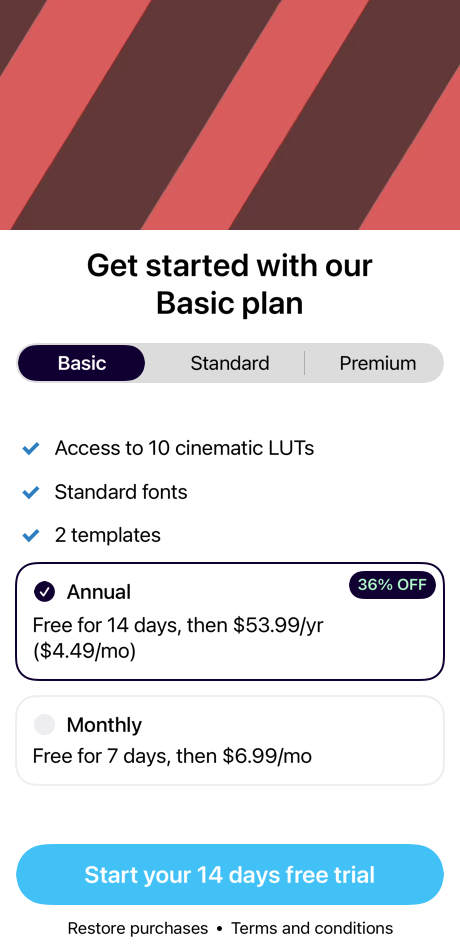 Get started with our
Basic plan
Basic
Standard
Premium
Access to 10 cinematic LUTs
Standard fonts
2 templates
Annual
36% OFF
Free for 14 days, then $53.99/yr
($4.49/mo)
Monthly
Free for 7 days, then $6.99/mo
Start your 14 days free trial
Restore purchases • Terms and conditions